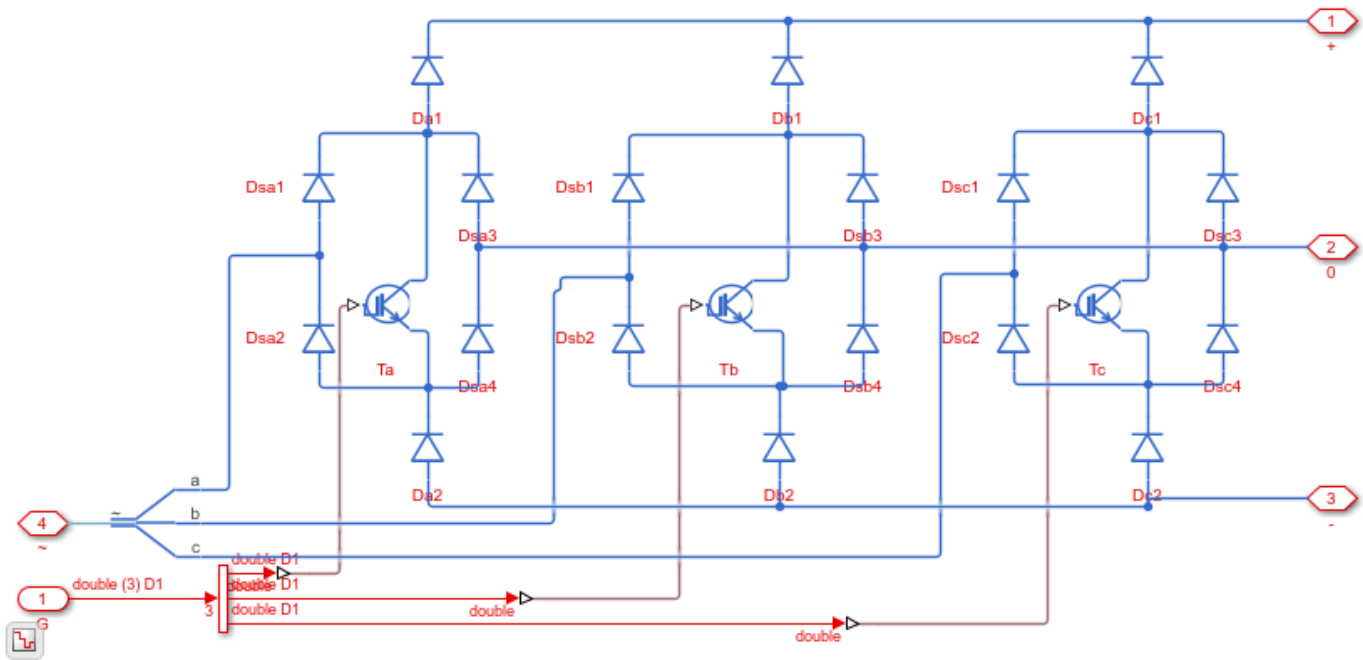 1
+
Da1
Db1
Dc1
Dsa1
Dsb1
Dsc1
Dsa3
Dsb3
Dsc3
2
0
Dsa2
Dsb2
Dsc2
Ta
Tb
Tc
Dsa4
Dsb4
Dsc4
a
Da2
Db2
Dc2
3
-
4
~
~
b
c
double D1
double (3) D1
double D1
double
1
G
3
double D1
double
double